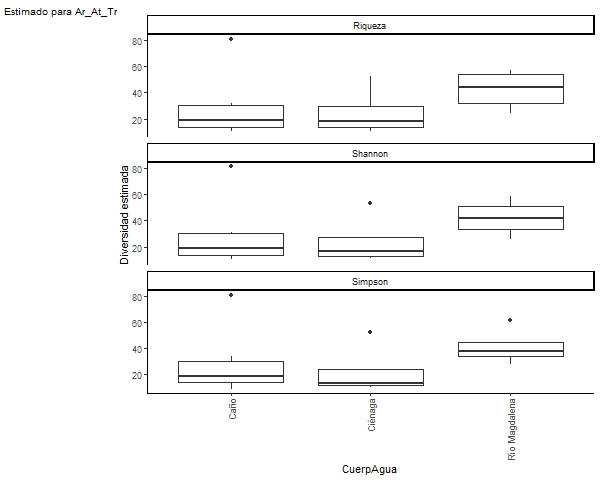 Estimado para Ar_At_Tr
Riqueza
80
60
40
20
Shannon
80
60
40
20
Diversidad estimada
Simpson
80
60
40
20
Caño
Ciénaga
Río Magdalena
CuerpAgua